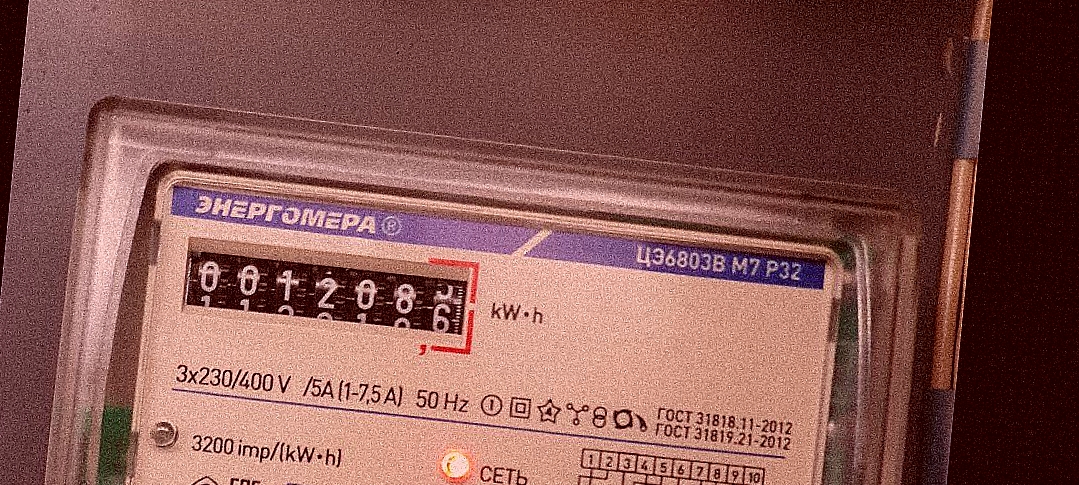 ЭНЕРГОМЕРА®
ЦЭ6803В М7 Р32
001208
kW·h
3x230/400 V /5A (1-7,5 A) 50 Hz
ГОСТ 31818.11-2012
ГОСТ 31819.21-2012
3200 imp/(kW·h)
СЕТЬ
1 2 3 4 5 6 7 8 9 10